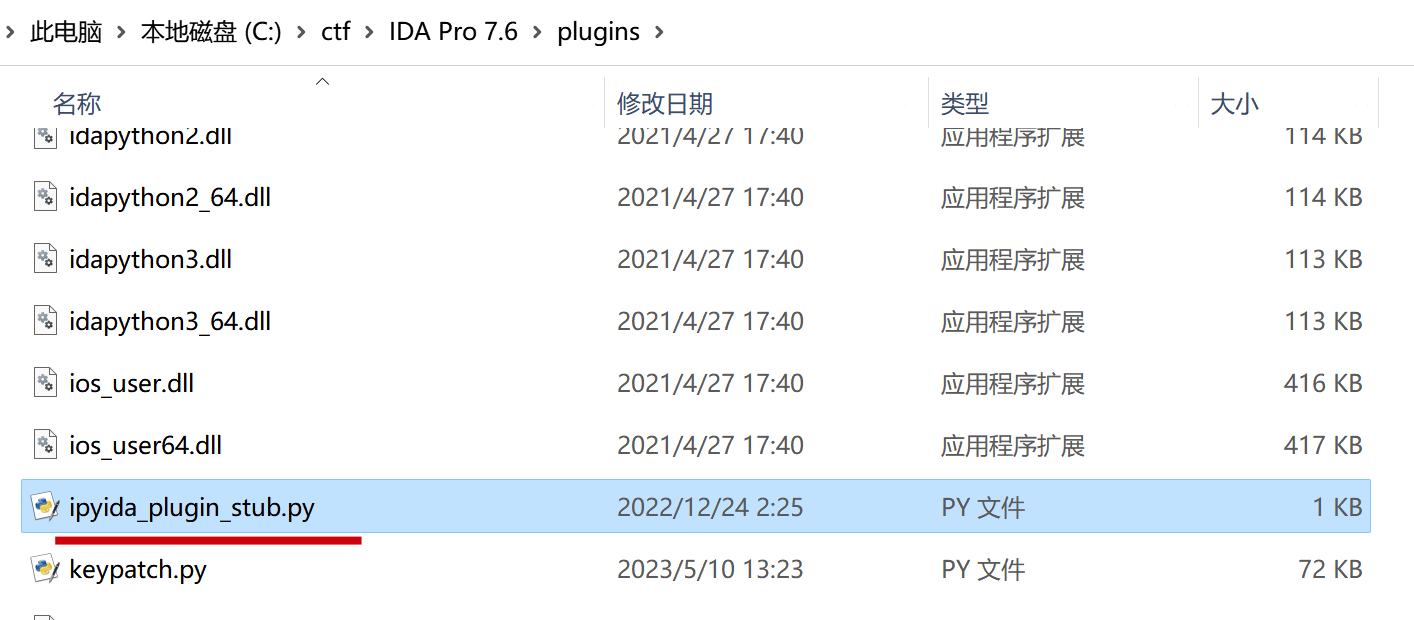 此电脑 本地磁盘 (C:) ctf IDA Pro 7.6 plugins
名称 修改日期 类型 大小
idapython2.dll 2021/4/27 17:40 应用程序扩展 114 KB
idapython2_64.dll 2021/4/27 17:40 应用程序扩展 114 KB
idapython3.dll 2021/4/27 17:40 应用程序扩展 113 KB
idapython3_64.dll 2021/4/27 17:40 应用程序扩展 113 KB
ios_user.dll 2021/4/27 17:40 应用程序扩展 416 KB
ios_user64.dll 2021/4/27 17:40 应用程序扩展 417 KB
ipyida_plugin_stub.py 2022/12/24 2:25 PY 文件 1 KB
keypatch.py 2023/5/10 13:23 PY 文件 72 KB